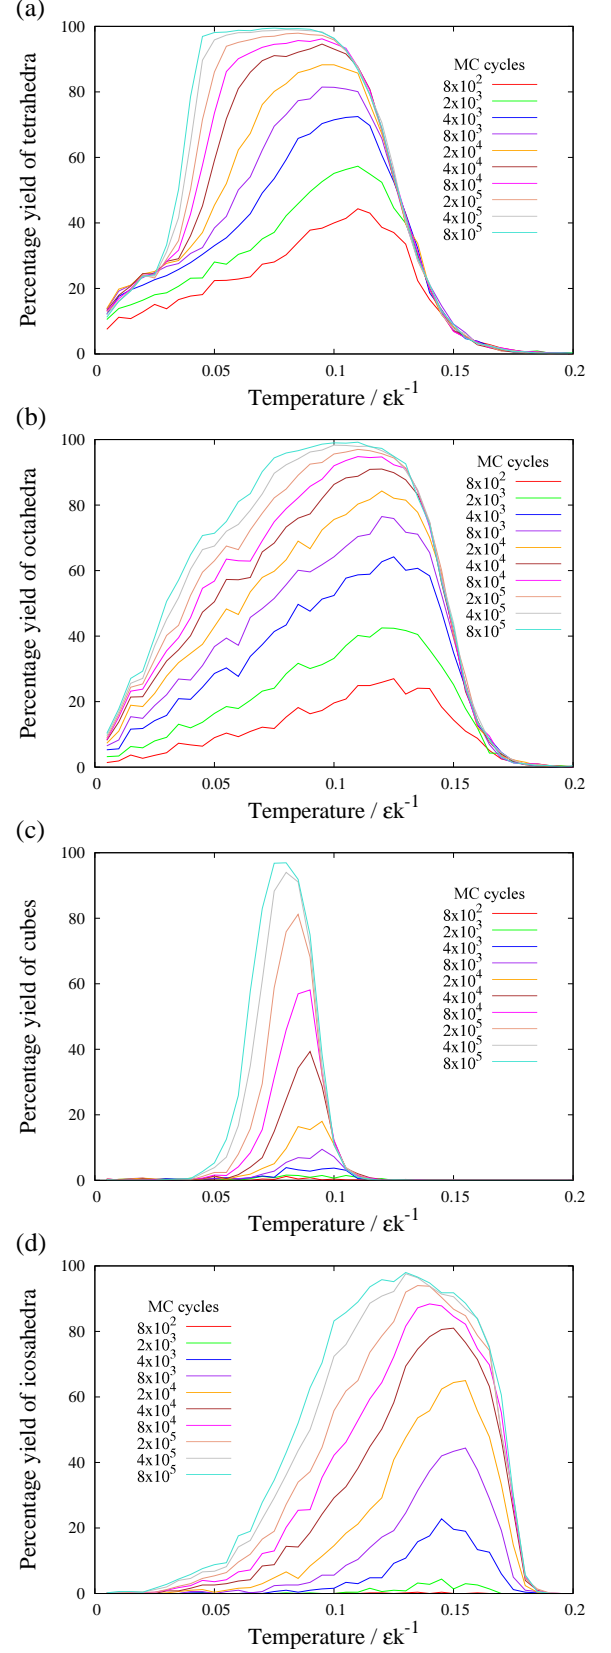 (a)
100
80
60
40
20
0
Percentage yield of tetrahedra
MC cycles
8x10^2
2x10^3
4x10^3
8x10^3
2x10^4
4x10^4
8x10^4
2x10^5
4x10^5
8x10^5
0 0.05 0.1 0.15 0.2
Temperature / εk^-1
(b)
100
80
60
40
20
0
Percentage yield of octahedra
MC cycles
8x10^2
2x10^3
4x10^3
8x10^3
2x10^4
4x10^4
8x10^4
2x10^5
4x10^5
8x10^5
0 0.05 0.1 0.15 0.2
Temperature / εk^-1
(c)
100
80
60
40
20
0
Percentage yield of cubes
MC cycles
8x10^2
2x10^3
4x10^3
8x10^3
2x10^4
4x10^4
8x10^4
2x10^5
4x10^5
8x10^5
0 0.05 0.1 0.15 0.2
Temperature / εk^-1
(d)
100
80
60
40
20
0
Percentage yield of icosahedra
MC cycles
8x10^2
2x10^3
4x10^3
8x10^3
2x10^4
4x10^4
8x10^4
2x10^5
4x10^5
8x10^5
0 0.05 0.1 0.15 0.2
Temperature / εk^-1